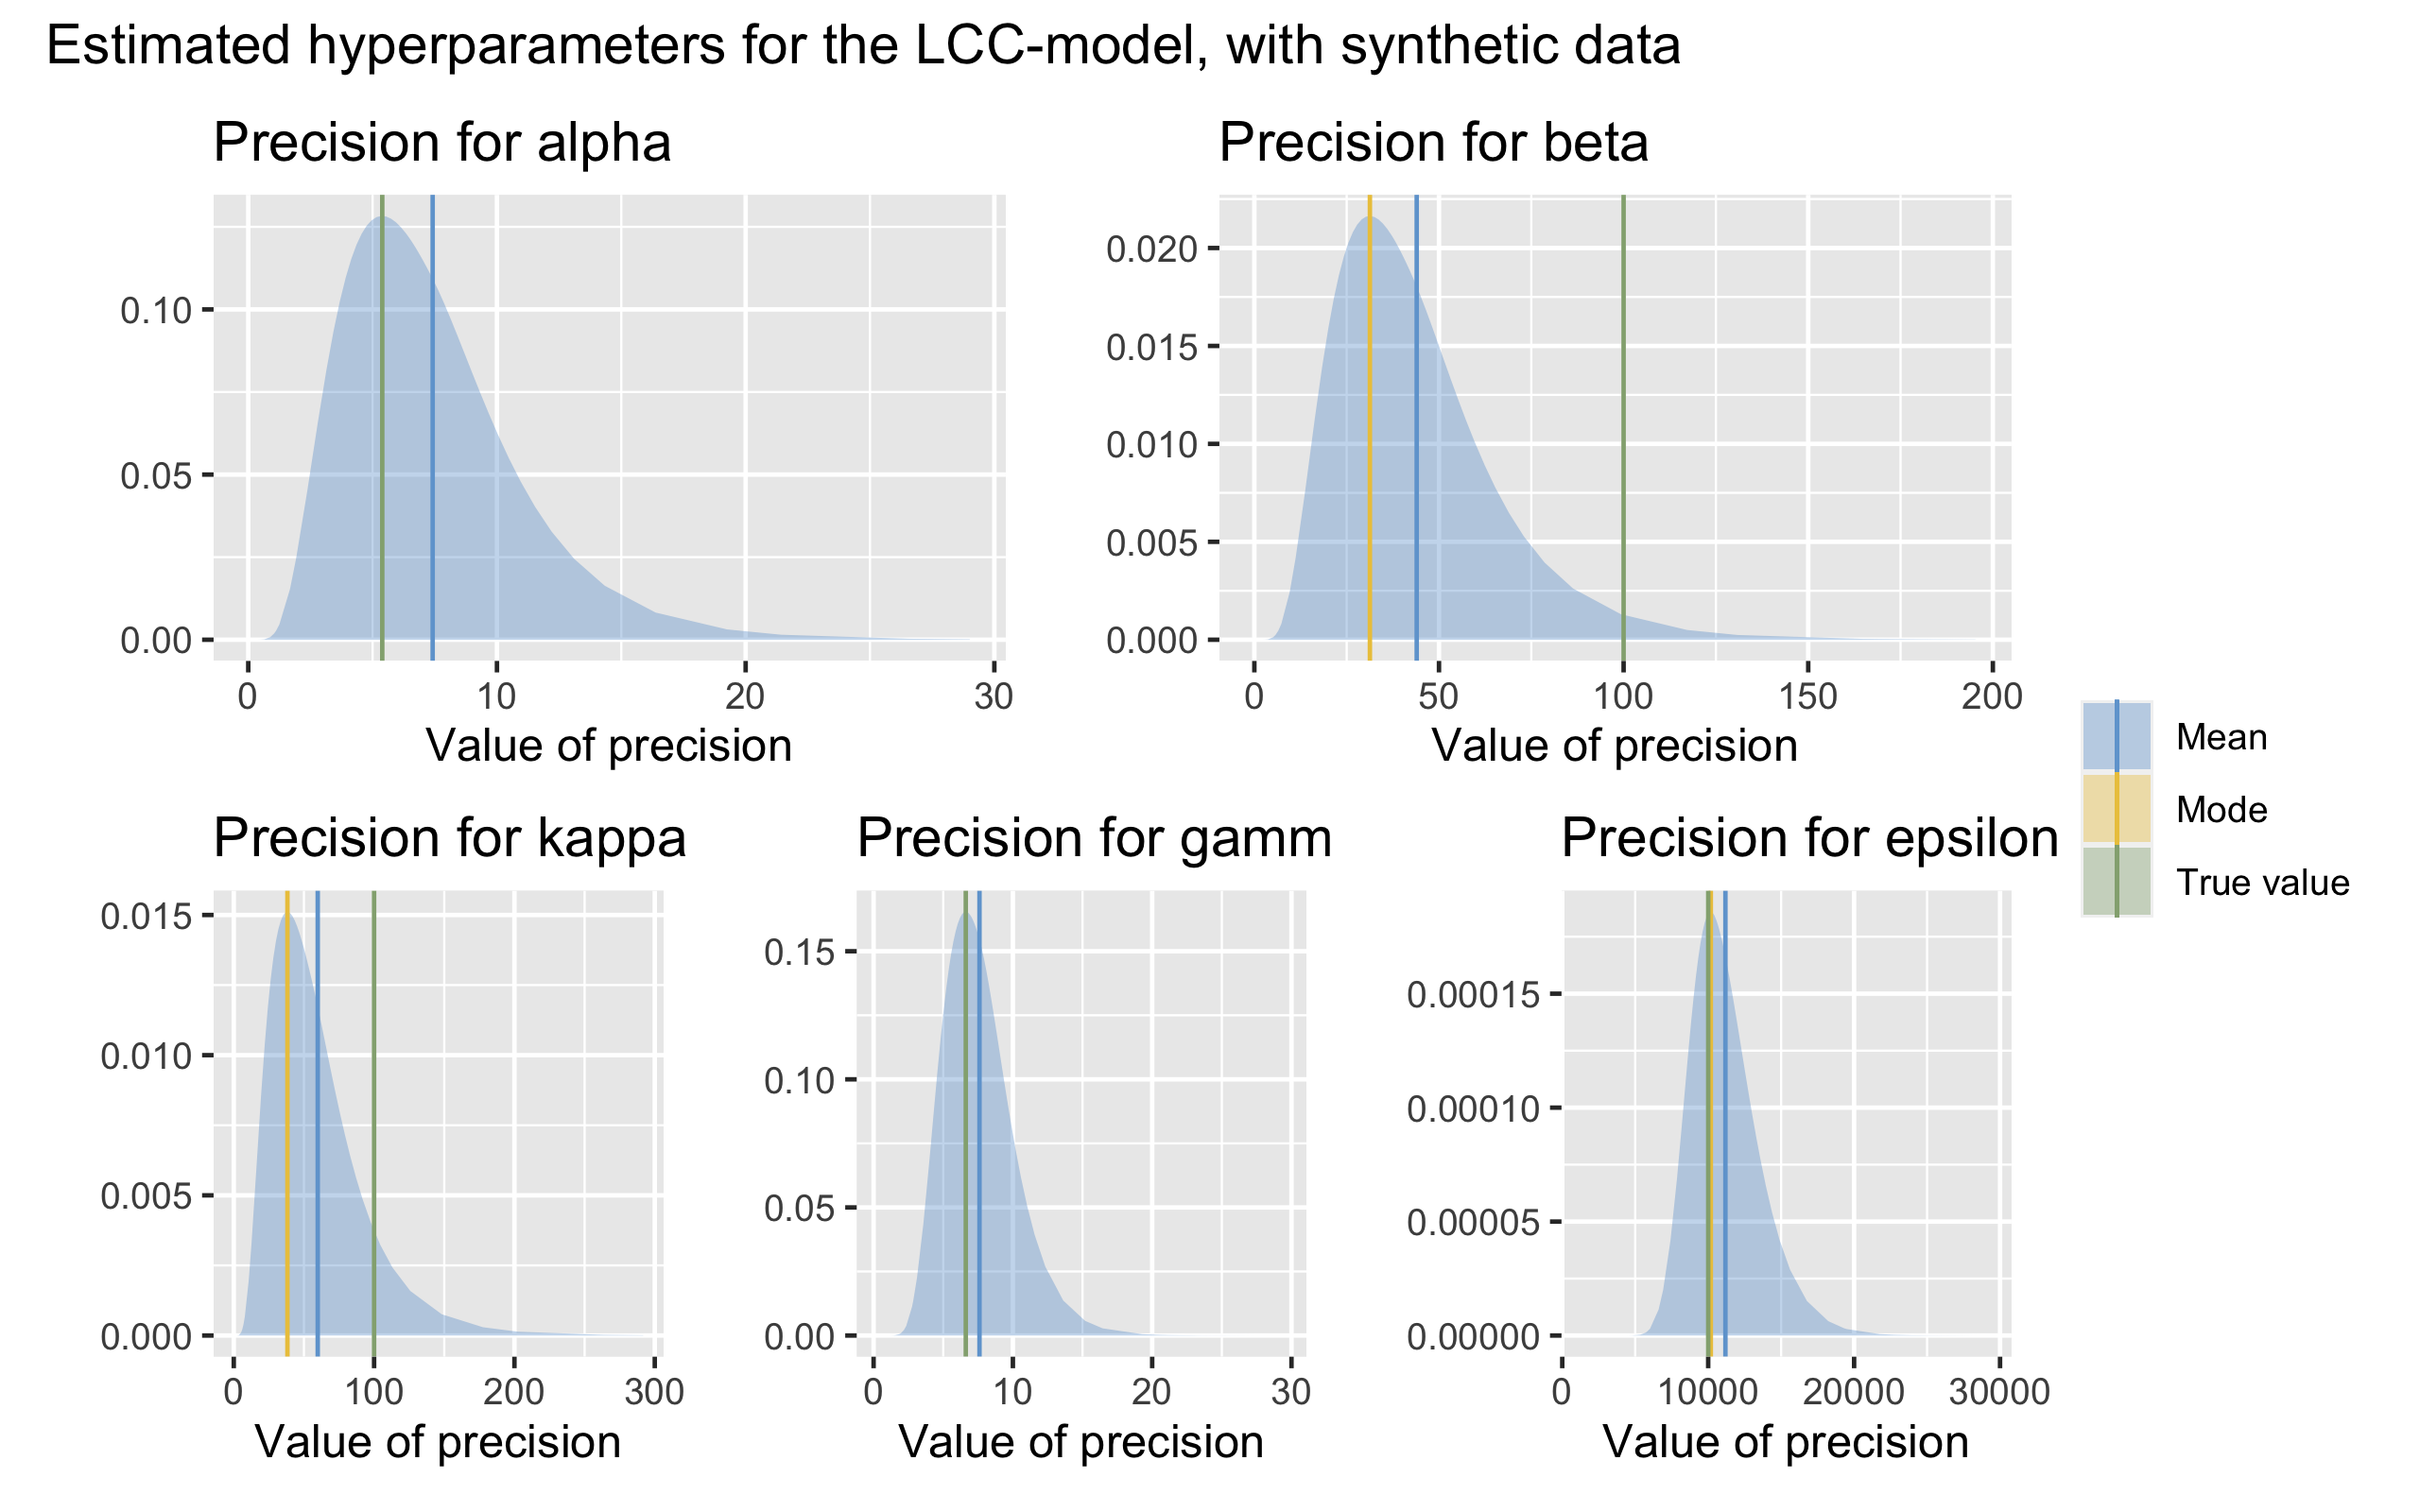 Estimated hyperparameters for the LCC-model, with synthetic data
Precision for alpha
0.10
0.05
0.00
0 10 20 30
Value of precision
Precision for beta
0.020
0.015
0.010
0.005
0.000
0 50 100 150 200
Value of precision
Mean
Mode
True value
Precision for kappa
0.015
0.010
0.005
0.000
0 100 200 300
Value of precision
Precision for gamm
0.15
0.10
0.05
0.00
0 10 20 30
Value of precision
Precision for epsilon
0.00015
0.00010
0.00005
0.00000
0 10000 20000 30000
Value of precision